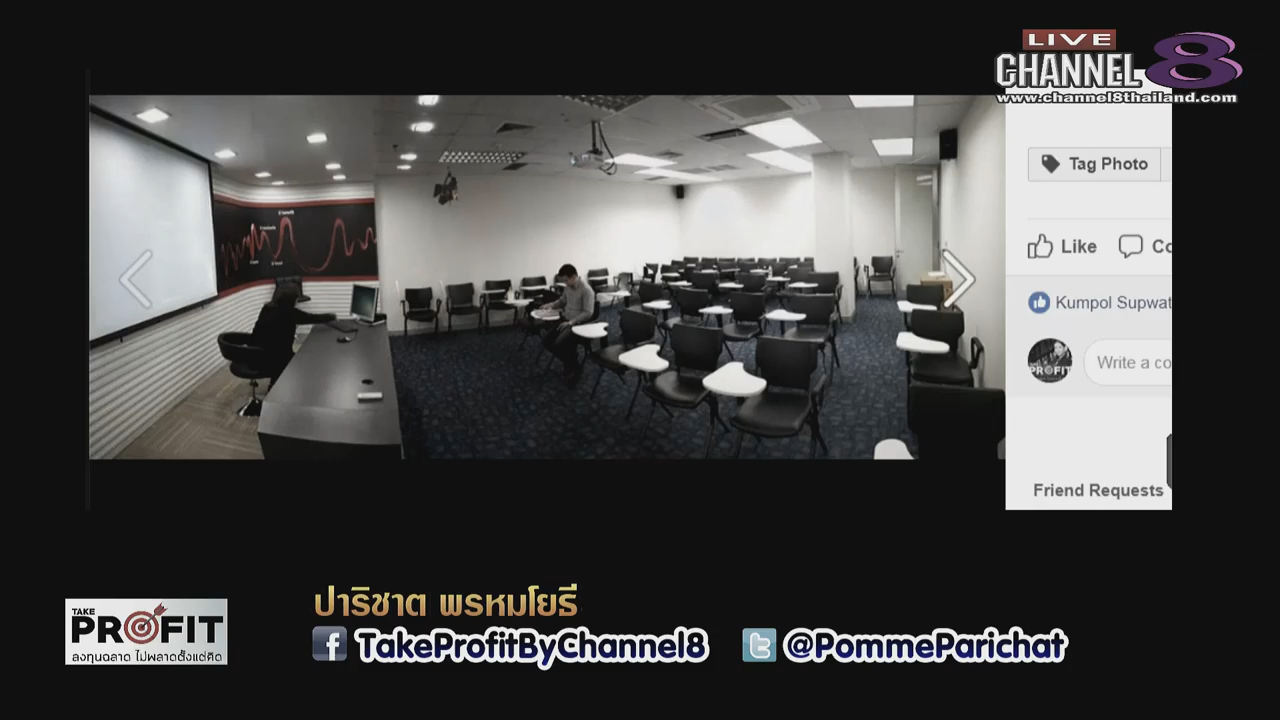 LIVE
CHANNEL 8
www.channel8thailand.com
Tag Photo
Like
Kumpol Supwat
PROFIT
Write a co
Friend Requests
TAKE
PROFIT
ลงทุนฉลาด ไม่พลาดตั้งแต่คิด
ปาริชาต พรหมโยธี
TakeProfitByChannel8
@PommeParichat